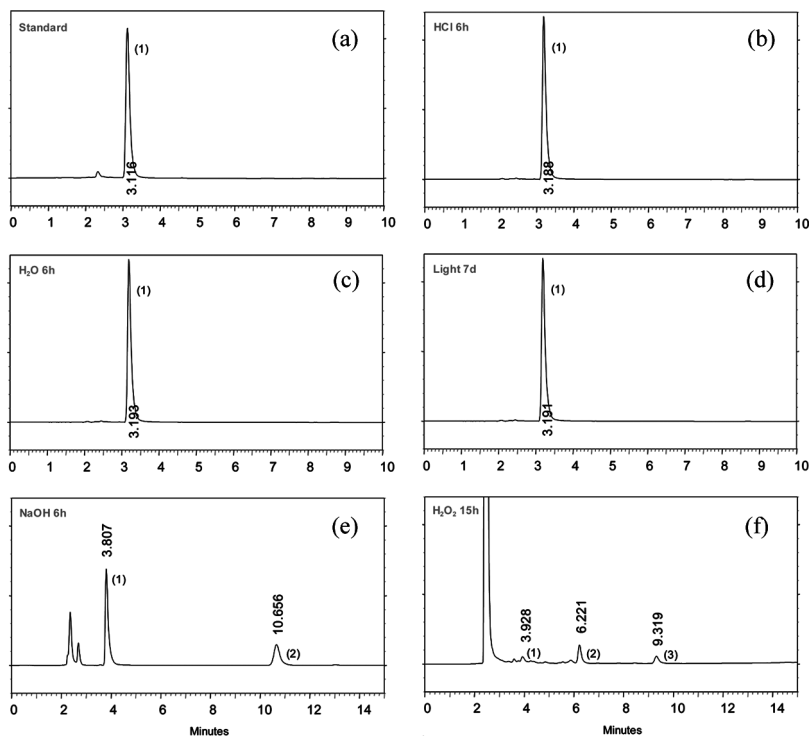 Standard
(a)
(1)
3.116
0 1 2 3 4 5 6 7 8 9 10
HCl 6h
(b)
(1)
3.188
0 1 2 3 4 5 6 7 8 9 10
H₂O 6h
(c)
(1)
3.193
0 1 2 3 4 5 6 7 8 9 10
Light 7d
(d)
(1)
3.191
0 1 2 3 4 5 6 7 8 9 10
NaOH 6h
(e)
3.807
(1)
10.656
(2)
0 2 4 6 8 10 12 14
Minutes
H₂O₂ 15h
(f)
3.928
(1)
6.221
(2)
9.319
(3)
0 2 4 6 8 10 12 14
Minutes